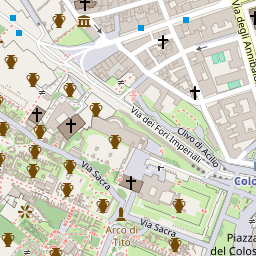 Via degli Annibaldi
Via dei Fori Imperiali
Clivo di Acilio
Via Sacra
Colo
Arco di
Tito
Via Sacra
Piazza
del Colos